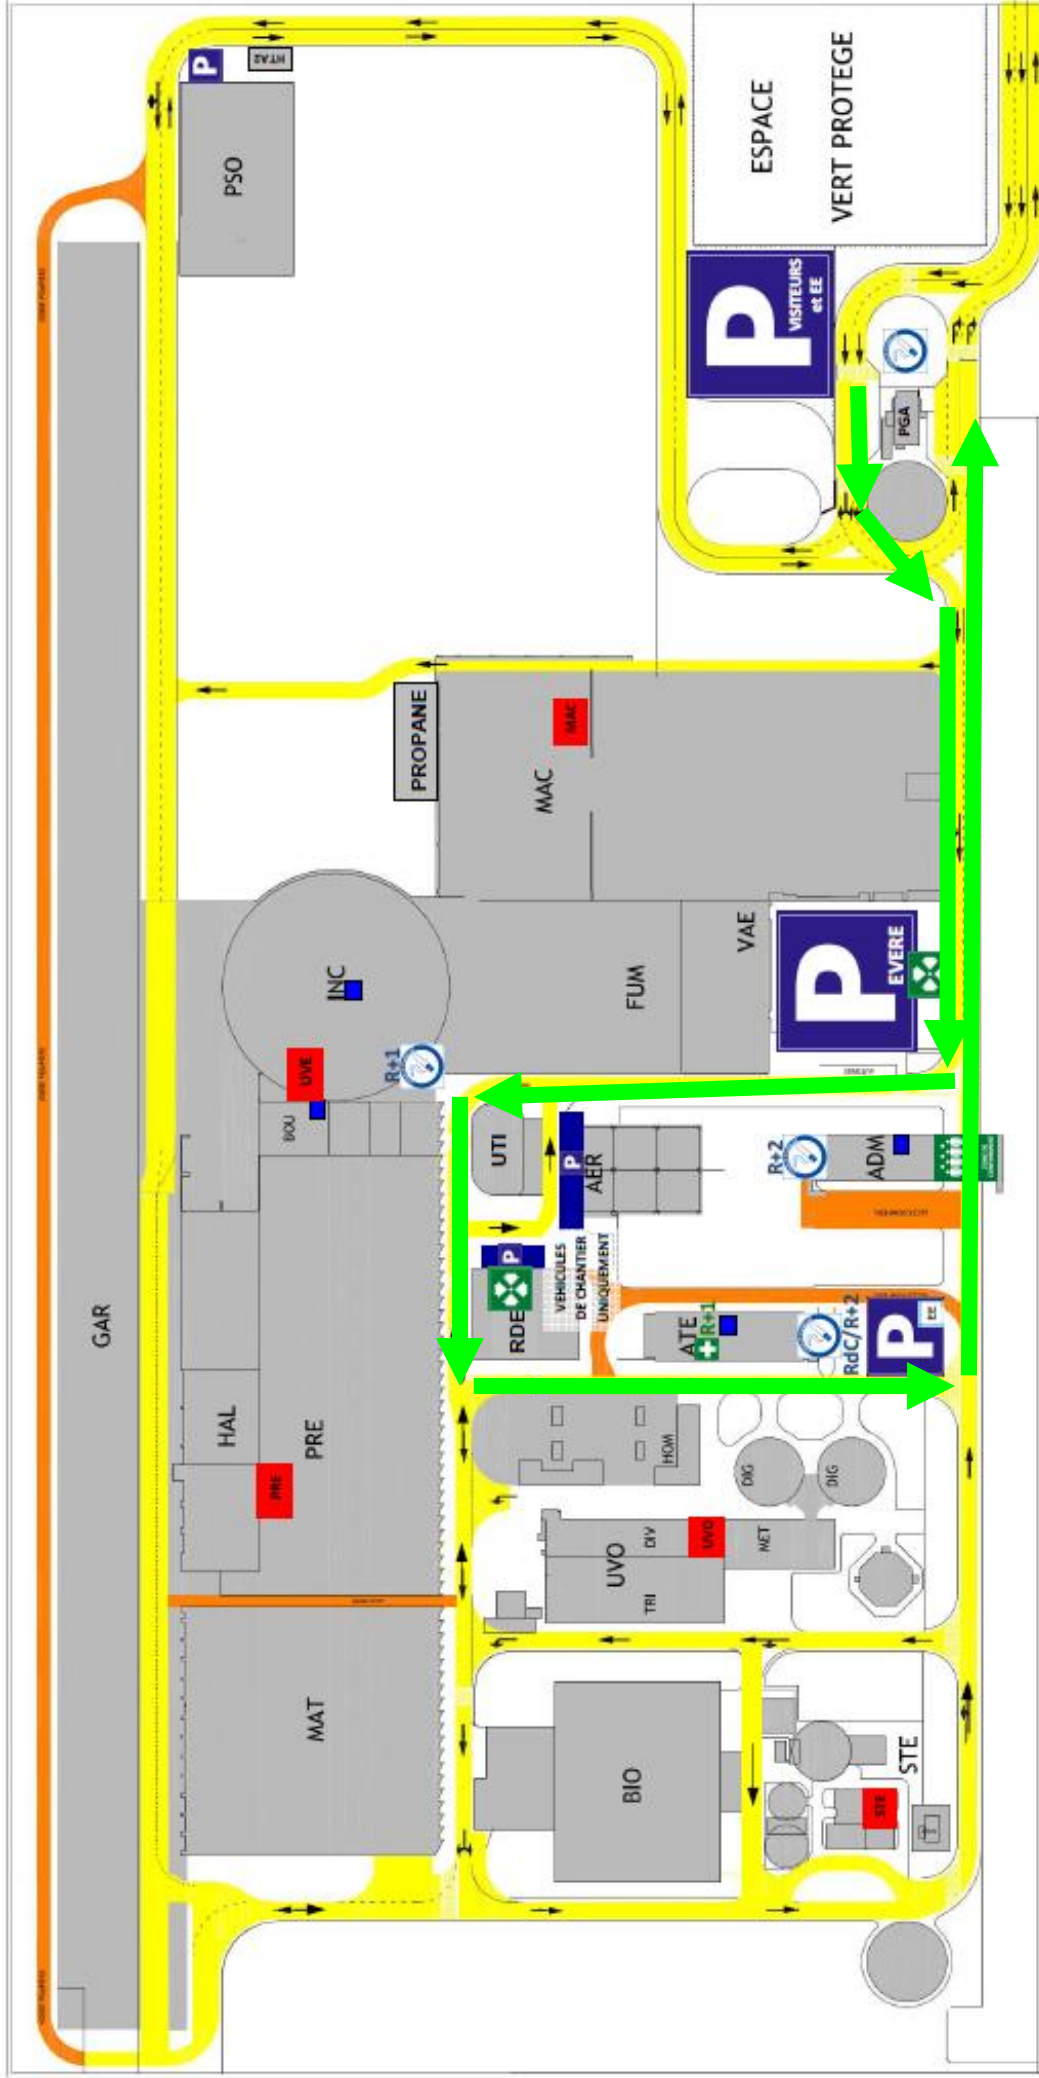 P
HTA2
PSO
ESPACE
VERT PROTEGE
P
VISITEURS
et EE
PGA
PROPANE
MAC
MAC
VAE
P
EVERE
INC
FUM
UVE
R+1
BOU
UTI
P
AER
R+2
ADM
P
VEHICULES
DE CHANTIER
UNIQUEMENT
RDE
ATE
R+1
RdC/R+2
P
EE
GAR
HAL
PRE
PRE
HOM
DIG
DIG
UVO
DIV
UVO
MET
TRI
MAT
BIO
STE
STE